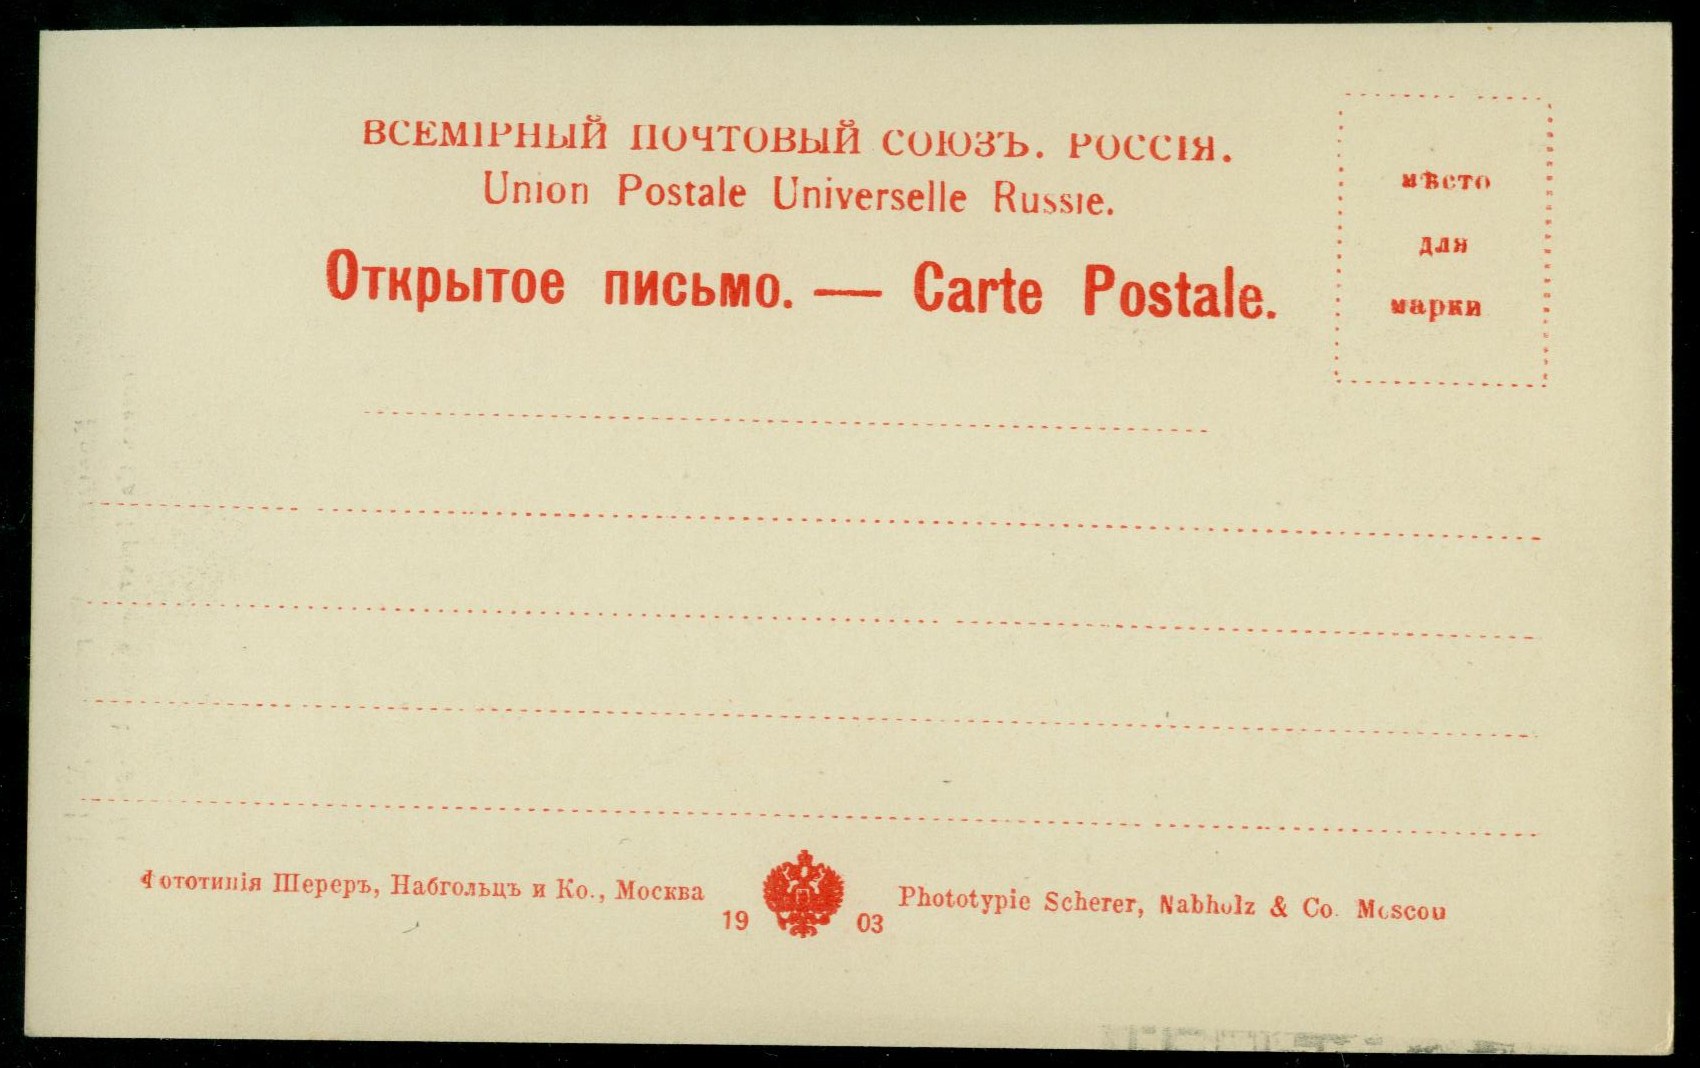 ВСЕМІРНЫЙ ПОЧТОВЫЙ СОЮЗЪ. РОССІЯ.
Union Postale Universelle Russie.
Открытое письмо. — Carte Postale.
мѣсто
для
марки
Фототипія Шереръ, Набгольцъ и Ко., Москва
19 03
Phototypie Scherer, Nabholz & Co. Moscou